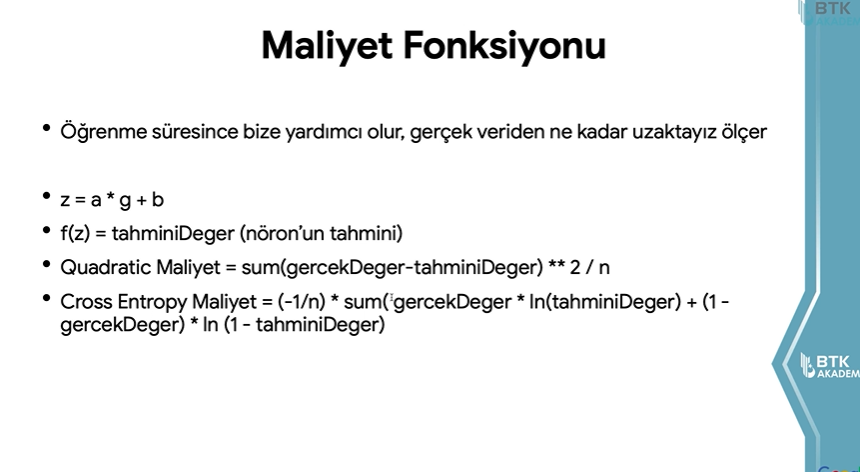 BTK
AKADEMİ
Maliyet Fonksiyonu
• Öğrenme süresince bize yardımcı olur, gerçek veriden ne kadar uzaktayız ölçer
• z = a * g + b
• f(z) = tahminiDeger (nöron’un tahmini)
• Quadratic Maliyet = sum(gercekDeger-tahminiDeger) ** 2 / n
• Cross Entropy Maliyet = (-1/n) * sum( gercekDeger * ln(tahminiDeger) + (1 -
gercekDeger) * ln (1 - tahminiDeger)
BTK
AKADEM